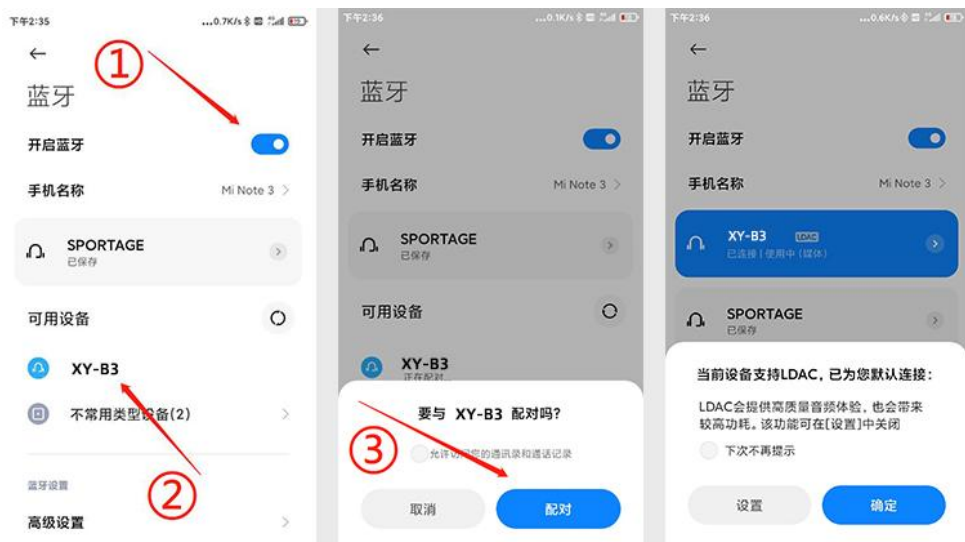 下午2:35
...0.7K/s
←
①
蓝牙
开启蓝牙
手机名称
Mi Note 3 >
SPORTAGE
已保存
可用设备
XY-B3
不常用类型设备(2)
②
蓝牙设置
高级设置
下午2:36
...0.1K/s
←
蓝牙
开启蓝牙
手机名称
Mi Note 3 >
SPORTAGE
已保存
可用设备
XY-B3
正在配对...
要与 XY-B3 配对吗?
③
允许访问您的通讯录和通话记录
取消
配对
下午2:36
...0.6K/s
←
蓝牙
开启蓝牙
手机名称
Mi Note 3 >
XY-B3 LDAC
已连接 | 使用中 (媒体)
SPORTAGE
已保存
当前设备支持LDAC，已为您默认连接:
LDAC会提供高质量音频体验，也会带来
较高功耗。该功能可在[设置]中关闭
下次不再提示
设置
确定